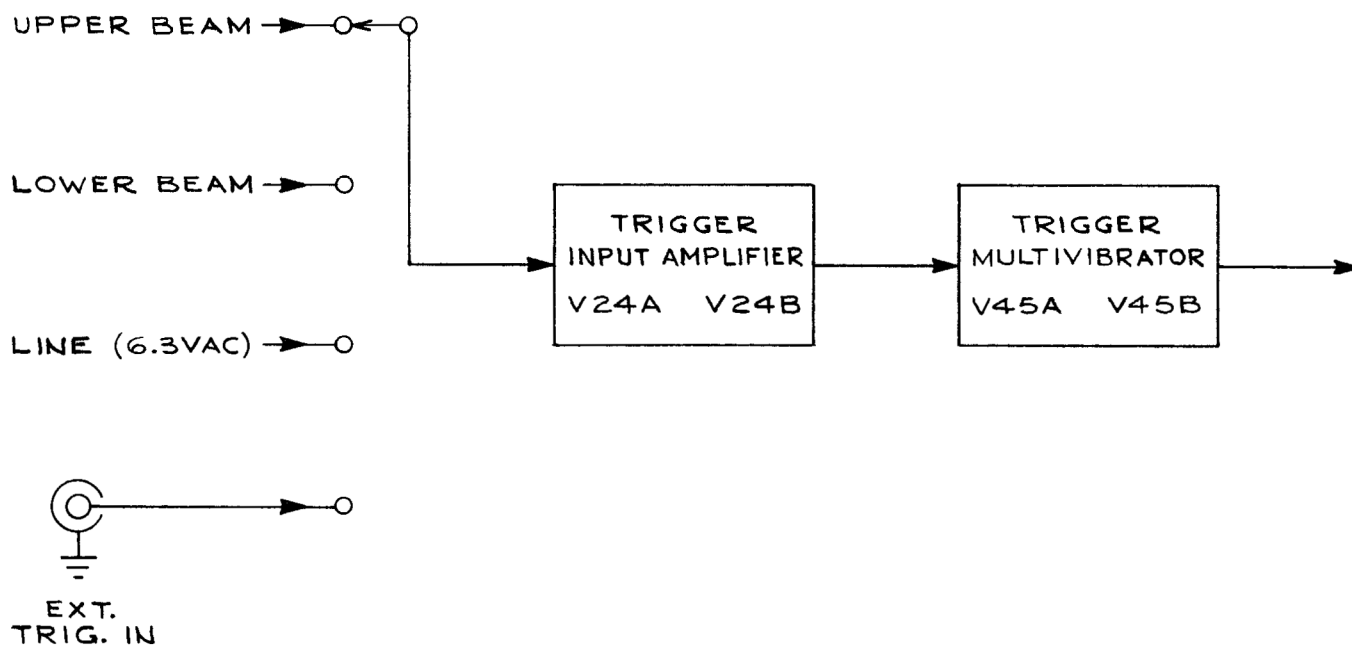 UPPER BEAM
LOWER BEAM
LINE (6.3VAC)
EXT.
TRIG. IN
TRIGGER
INPUT AMPLIFIER
V24A V24B
TRIGGER
MULTIVIBRATOR
V45A V45B